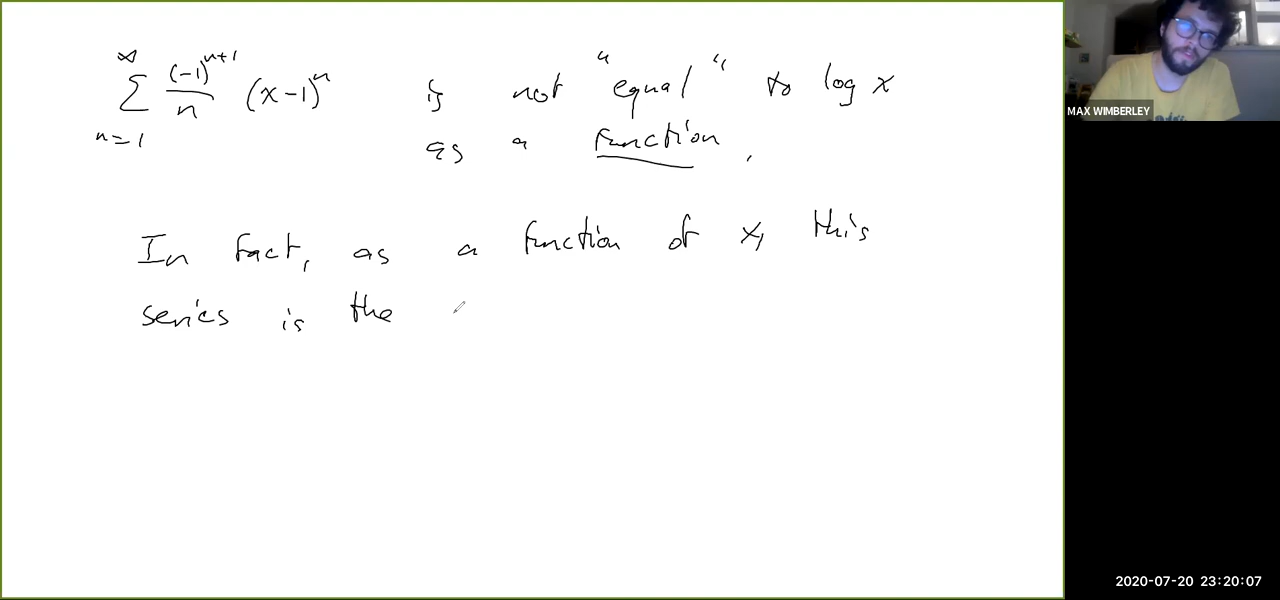 ∞
∑ (-1)^{n+1}/n (x-1)^n is not "equal" to log x
n=1
as a function.
In fact, as a function of x, this
series is the
MAX WIMBERLEY
2020-07-20 23:20:07